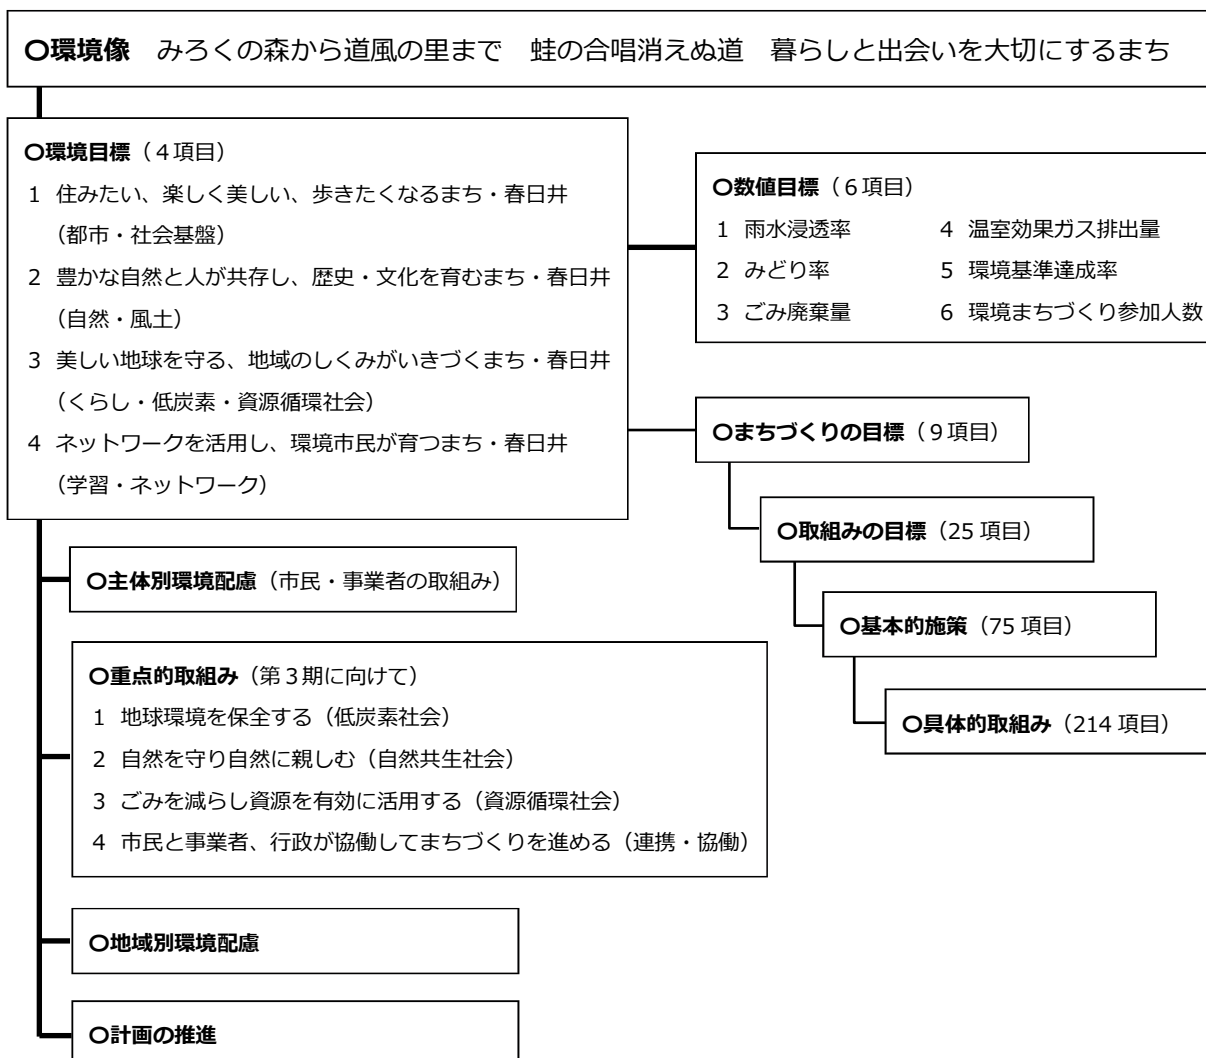 〇環境像　みろくの森から道風の里まで　蛙の合唱消えぬ道　暮らしと出会いを大切にするまち
〇環境目標（４項目）
1　住みたい、楽しく美しい、歩きたくなるまち・春日井
（都市・社会基盤）
2　豊かな自然と人が共存し、歴史・文化を育むまち・春日井
（自然・風土）
3　美しい地球を守る、地域のしくみがいきづくまち・春日井
（くらし・低炭素・資源循環社会）
4　ネットワークを活用し、環境市民が育つまち・春日井
（学習・ネットワーク）
〇数値目標（６項目）
1　雨水浸透率　4　温室効果ガス排出量
2　みどり率　5　環境基準達成率
3　ごみ廃棄量　6　環境まちづくり参加人数
〇まちづくりの目標（９項目）
〇取組みの目標（25 項目）
〇基本的施策（75 項目）
〇具体的取組み（214 項目）
〇主体別環境配慮（市民・事業者の取組み）
〇重点的取組み（第３期に向けて）
1　地球環境を保全する（低炭素社会）
2　自然を守り自然に親しむ（自然共生社会）
3　ごみを減らし資源を有効に活用する（資源循環社会）
4　市民と事業者、行政が協働してまちづくりを進める（連携・協働）
〇地域別環境配慮
〇計画の推進